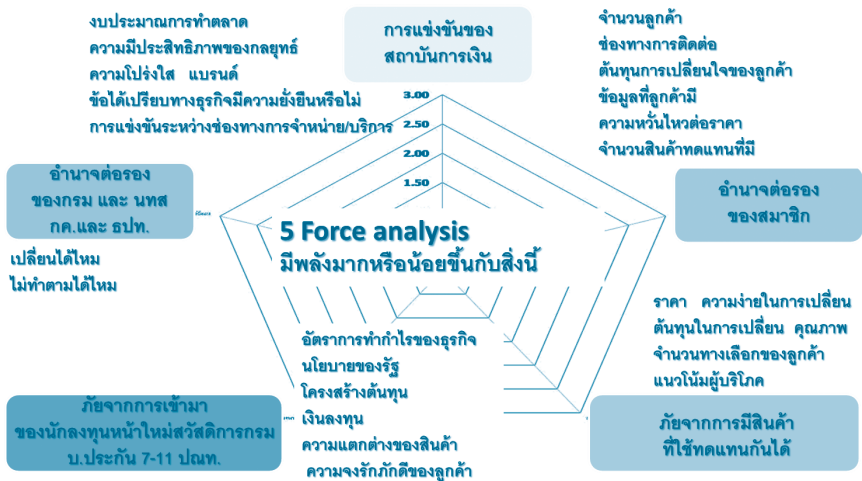 งบประมาณการทำตลาด
ความมีประสิทธิภาพของกลยุทธ์
ความโปร่งใส แบรนด์
ข้อได้เปรียบทางธุรกิจมีความยั่งยืนหรือไม่
การแข่งขันระหว่างช่องทางการจำหน่าย/บริการ
การแข่งขันของ
สถาบันการเงิน
จำนวนลูกค้า
ช่องทางการติดต่อ
ต้นทุนการเปลี่ยนใจของลูกค้า
ข้อมูลที่ลูกค้ามี
ความหวั่นไหวต่อราคา
จำนวนสินค้าทดแทนที่มี
3.00
2.50
2.00
1.50
อำนาจต่อรอง
ของกรม และ นทส
กค.และ ธปท.
เปลี่ยนได้ไหม
ไม่ทำตามได้ไหม
5 Force analysis
มีพลังมากหรือน้อยขึ้นกับสิ่งนี้
อำนาจต่อรอง
ของสมาชิก
ราคา ความง่ายในการเปลี่ยน
ต้นทุนในการเปลี่ยน คุณภาพ
จำนวนทางเลือกของลูกค้า
แนวโน้มผู้บริโภค
อัตราการทำกำไรของธุรกิจ
นโยบายของรัฐ
โครงสร้างต้นทุน
เงินลงทุน
ความแตกต่างของสินค้า
ความจงรักภักดีของลูกค้า
ภัยจากการเข้ามา
ของนักลงทุนหน้าใหม่สวัสดิการกรม
บ.ประกัน 7-11 ปณท.
ภัยจากการมีสินค้า
ที่ใช้ทดแทนกันได้